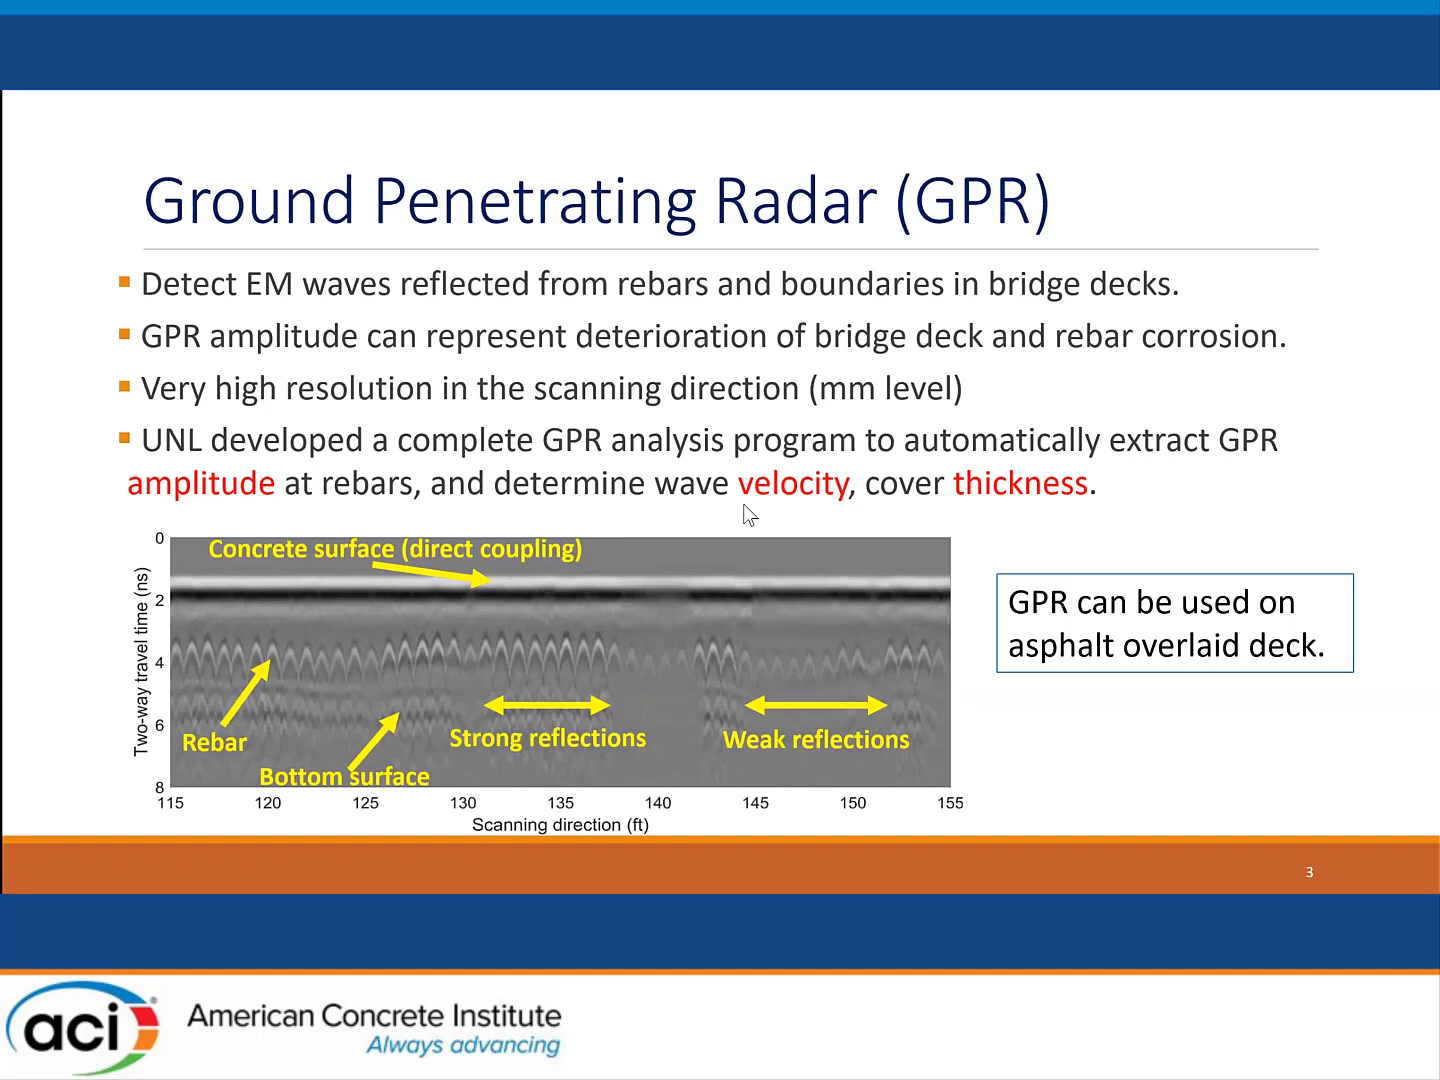 Ground Penetrating Radar (GPR)
Detect EM waves reflected from rebars and boundaries in bridge decks.
GPR amplitude can represent deterioration of bridge deck and rebar corrosion.
Very high resolution in the scanning direction (mm level)
UNL developed a complete GPR analysis program to automatically extract GPR
amplitude at rebars, and determine wave velocity, cover thickness.
Two-way travel time (ns)
0
2
4
6
8
Concrete surface (direct coupling)
Rebar
Bottom surface
Strong reflections
Weak reflections
115 120 125 130 135 140 145 150 155
Scanning direction (ft)
GPR can be used on
asphalt overlaid deck.
3
aci
American Concrete Institute
Always advancing